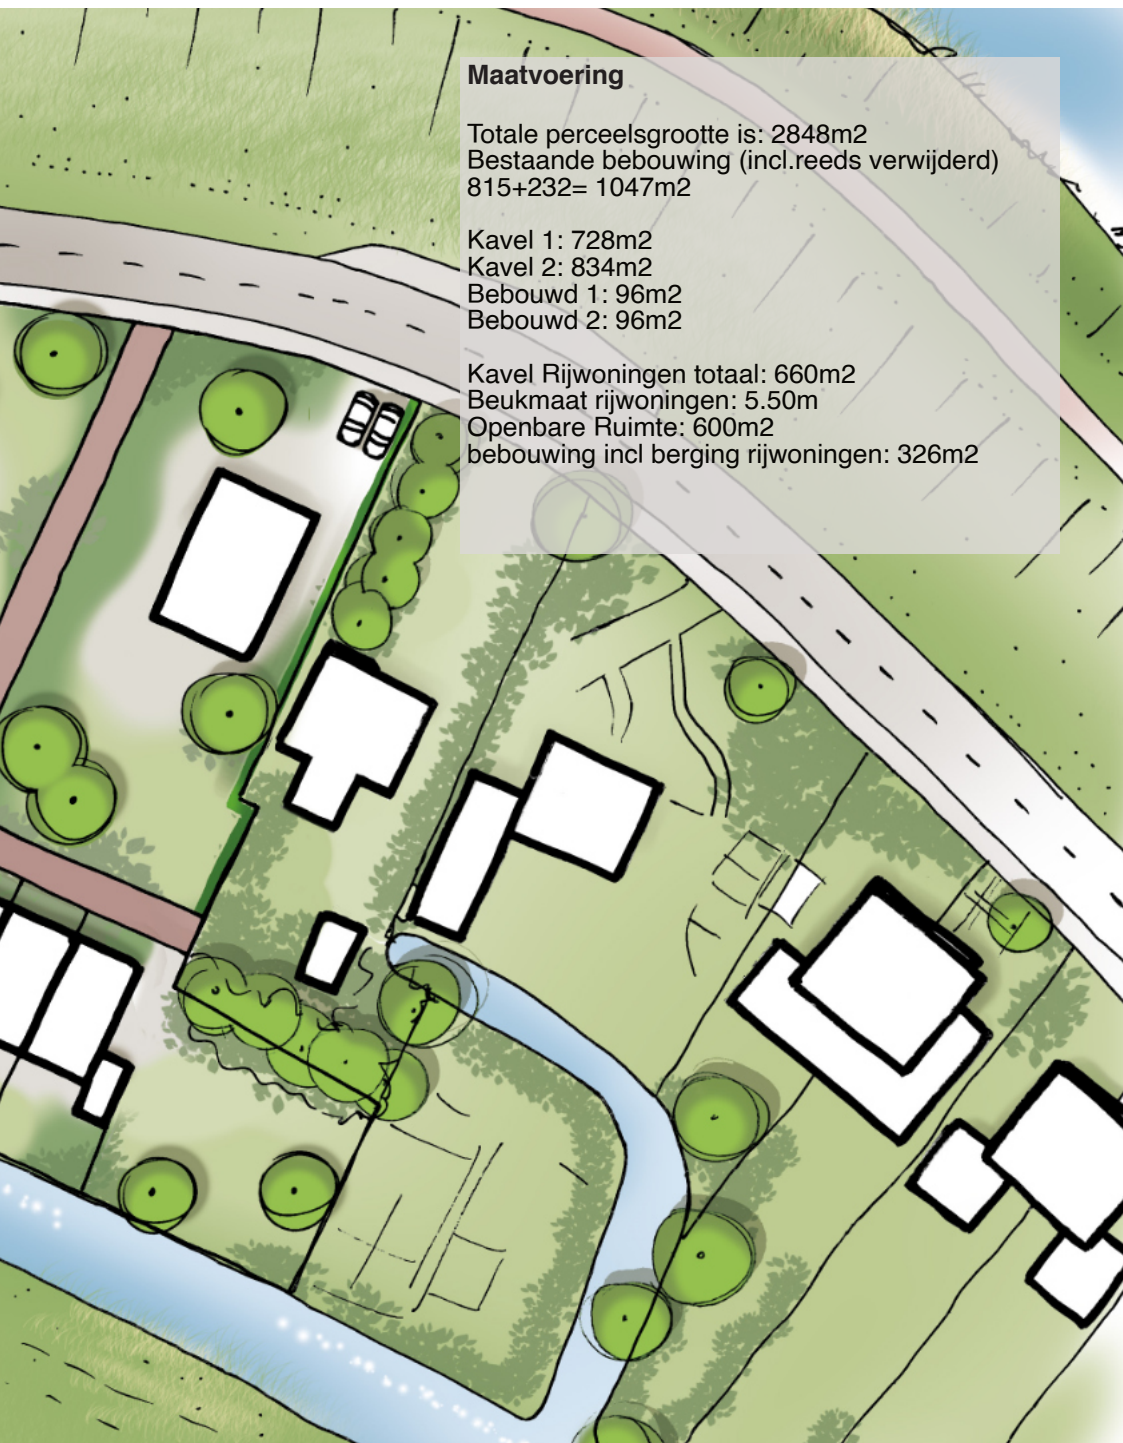 Maatvoering
Totale perceelsgrootte is: 2848m2
Bestaande bebouwing (incl.reeds verwijderd)
815+232= 1047m2
Kavel 1: 728m2
Kavel 2: 834m2
Bebouwd 1: 96m2
Bebouwd 2: 96m2
Kavel Rijwoningen totaal: 660m2
Beukmaat rijwoningen: 5.50m
Openbare Ruimte: 600m2
bebouwing incl berging rijwoningen: 326m2